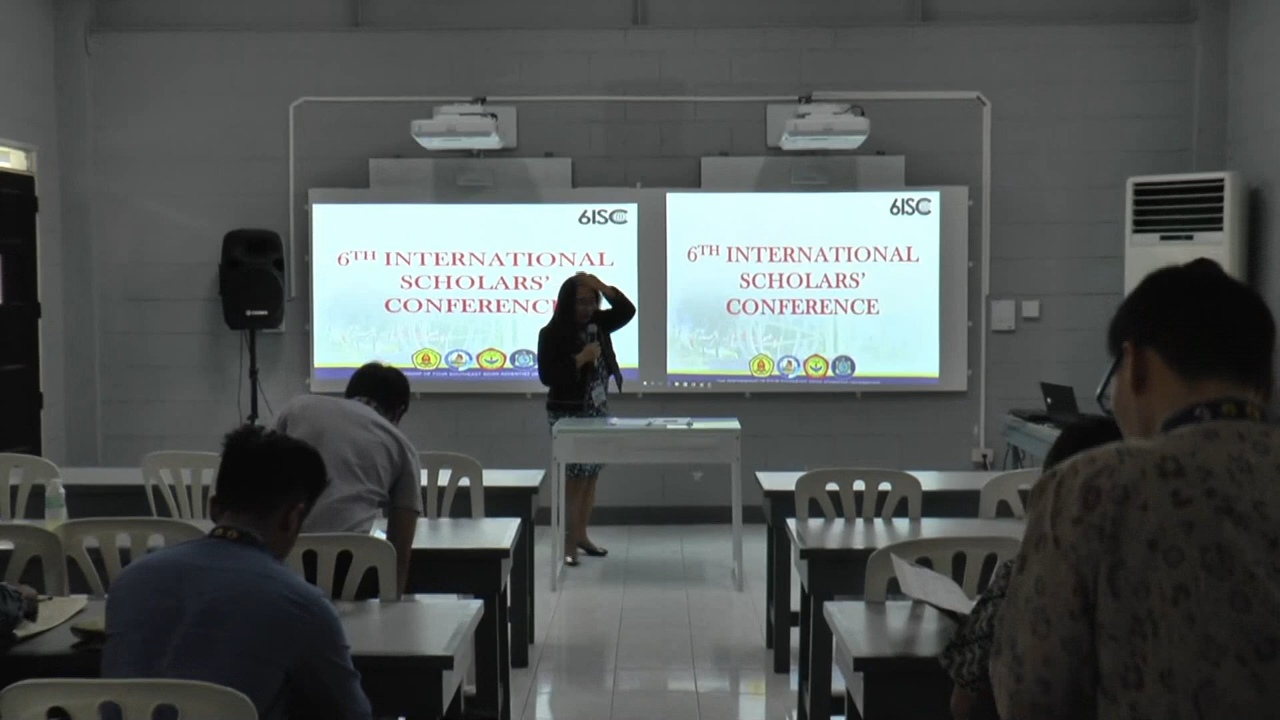 6ISC
6TH INTERNATIONAL
SCHOLARS'
CONFERENCE
6ISC
6TH INTERNATIONAL
SCHOLARS'
CONFERENCE